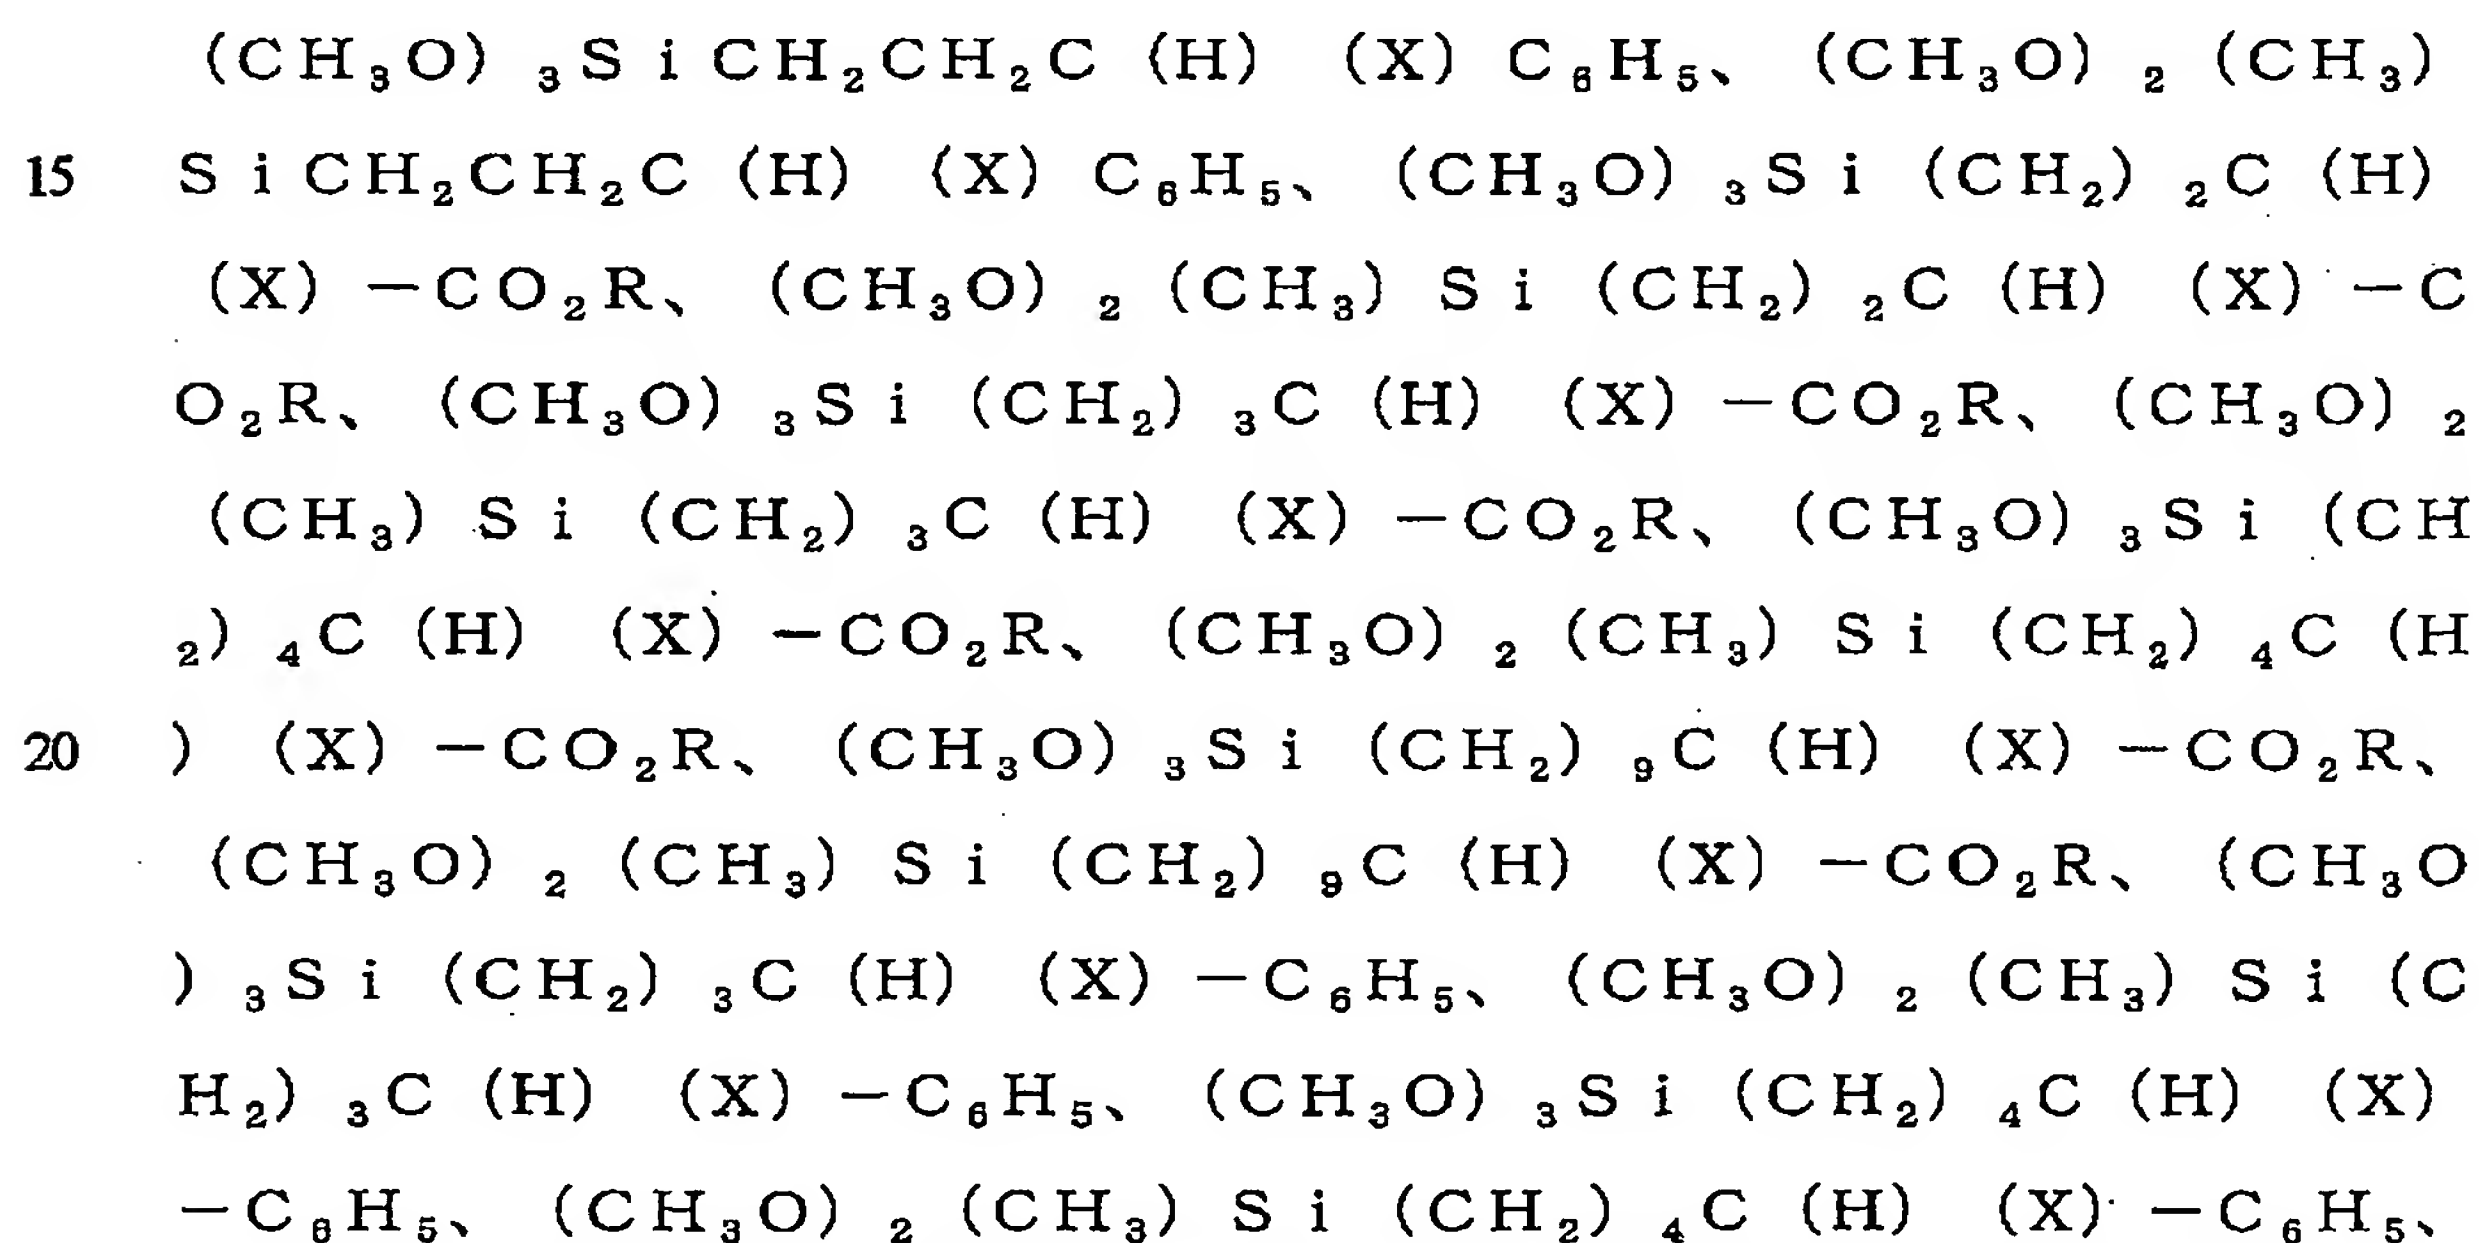 (CH₃O)₃SiCH₂CH₂C(H)(X)C₆H₅、(CH₃O)₂(CH₃)
15 SiCH₂CH₂C(H)(X)C₆H₅、(CH₃O)₃Si(CH₂)₂C(H)
(X)−CO₂R、(CH₃O)₂(CH₃)Si(CH₂)₂C(H)(X)−C
O₂R、(CH₃O)₃Si(CH₂)₃C(H)(X)−CO₂R、(CH₃O)₂
(CH₃)Si(CH₂)₃C(H)(X)−CO₂R、(CH₃O)₃Si(CH
₂)₄C(H)(X)−CO₂R、(CH₃O)₂(CH₃)Si(CH₂)₄C(H
20 )(X)−CO₂R、(CH₃O)₃Si(CH₂)₉C(H)(X)−CO₂R、
(CH₃O)₂(CH₃)Si(CH₂)₉C(H)(X)−CO₂R、(CH₃O
)₃Si(CH₂)₃C(H)(X)−C₆H₅、(CH₃O)₂(CH₃)Si(C
H₂)₃C(H)(X)−C₆H₅、(CH₃O)₃Si(CH₂)₄C(H)(X)
−C₆H₅、(CH₃O)₂(CH₃)Si(CH₂)₄C(H)(X)−C₆H₅、